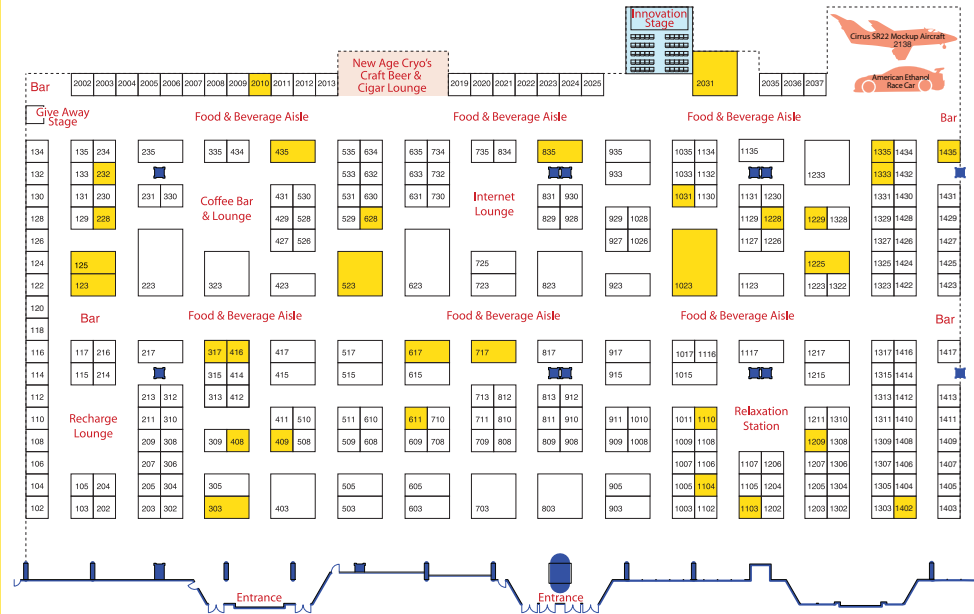 Innovation
Stage
Cirrus SR22 Mockup Aircraft
2138
New Age Cryo's
Craft Beer &
Cigar Lounge
American Ethanol
Race Car
Bar
2002 2003 2004 2005 2006 2007 2008 2009 2010 2011 2012 2013 2019 2020 2021 2022 2023 2024 2025 2031 2035 2036 2037
Give Away
Stage
Food & Beverage Aisle Food & Beverage Aisle Food & Beverage Aisle Bar
134 135 234 235 335 434 435 535 634 635 734 735 834 835 935 1035 1134 1135 1335 1434 1435
132 133 232 533 632 633 732 933 1033 1132 1233 1333 1432
130 131 230 231 330 431 530 531 630 631 730 831 930 1031 1130 1131 1230 1331 1430 1431
Coffee Bar
& Lounge
Internet
Lounge
128 129 228 429 528 529 628 829 928 929 1028 1129 1228 1229 1328 1329 1428 1429
126 427 526 927 1026 1127 1226 1327 1426 1427
124 125 725 1225 1325 1424 1425
122 123 223 323 423 523 623 723 823 923 1023 1123 1223 1322 1323 1422 1423
120
Bar Food & Beverage Aisle Food & Beverage Aisle Food & Beverage Aisle Bar
118
116 117 216 217 317 416 417 517 617 717 817 917 1017 1116 1117 1217 1317 1416 1417
114 115 214 315 414 415 515 615 915 1015 1215 1315 1414
112 213 312 313 412 713 812 813 912 1313 1412 1413
Recharge
Lounge
Relaxation
Station
110 211 310 411 510 511 610 611 710 711 810 811 910 911 1010 1011 1110 1211 1310 1311 1410 1411
108 209 308 309 408 409 508 509 608 609 708 709 808 809 908 909 1008 1009 1108 1209 1308 1309 1408 1409
106 207 306 1007 1106 1107 1206 1207 1306 1307 1406 1407
104 105 204 205 304 305 505 605 905 1005 1104 1105 1204 1205 1304 1305 1404 1405
102 103 202 203 302 303 403 503 603 703 803 903 1003 1102 1103 1202 1203 1302 1303 1402 1403
Entrance Entrance